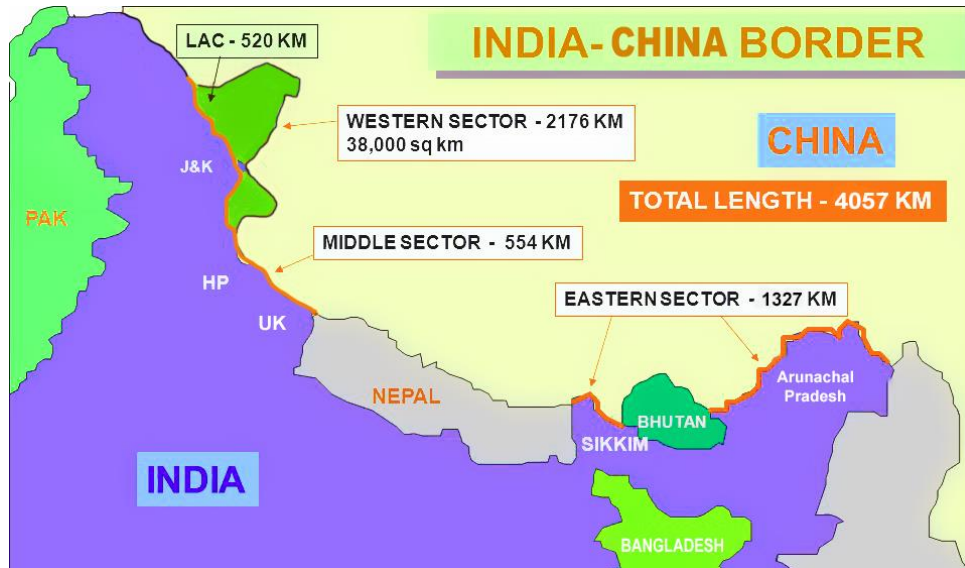 LAC - 520 KM
INDIA- CHINA BORDER
WESTERN SECTOR - 2176 KM
38,000 sq km
CHINA
J&K
TOTAL LENGTH - 4057 KM
PAK
MIDDLE SECTOR - 554 KM
HP
UK
EASTERN SECTOR - 1327 KM
NEPAL
Arunachal
Pradesh
BHUTAN
SIKKIM
INDIA
BANGLADESH